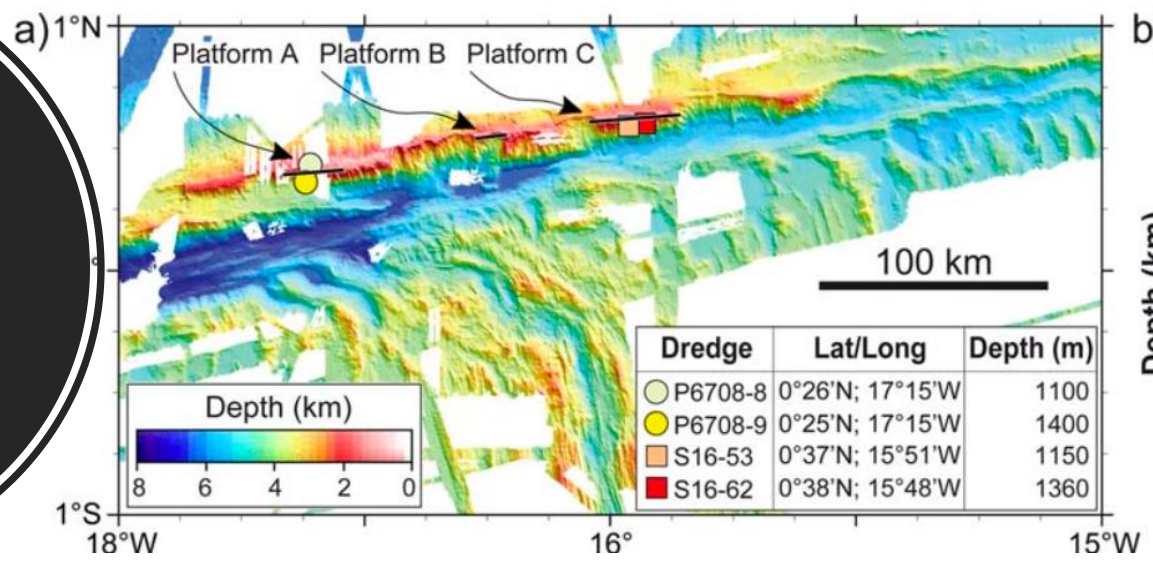 a) 1°N
b
Platform A Platform B Platform C
°
100 km
Depth (km)
Dredge Lat/Long Depth (m)
P6708-8 0°26'N; 17°15'W 1100
P6708-9 0°25'N; 17°15'W 1400
S16-53 0°37'N; 15°51'W 1150
S16-62 0°38'N; 15°48'W 1360
Depth (km)
8 6 4 2 0
1°S
18°W 16° 15°W